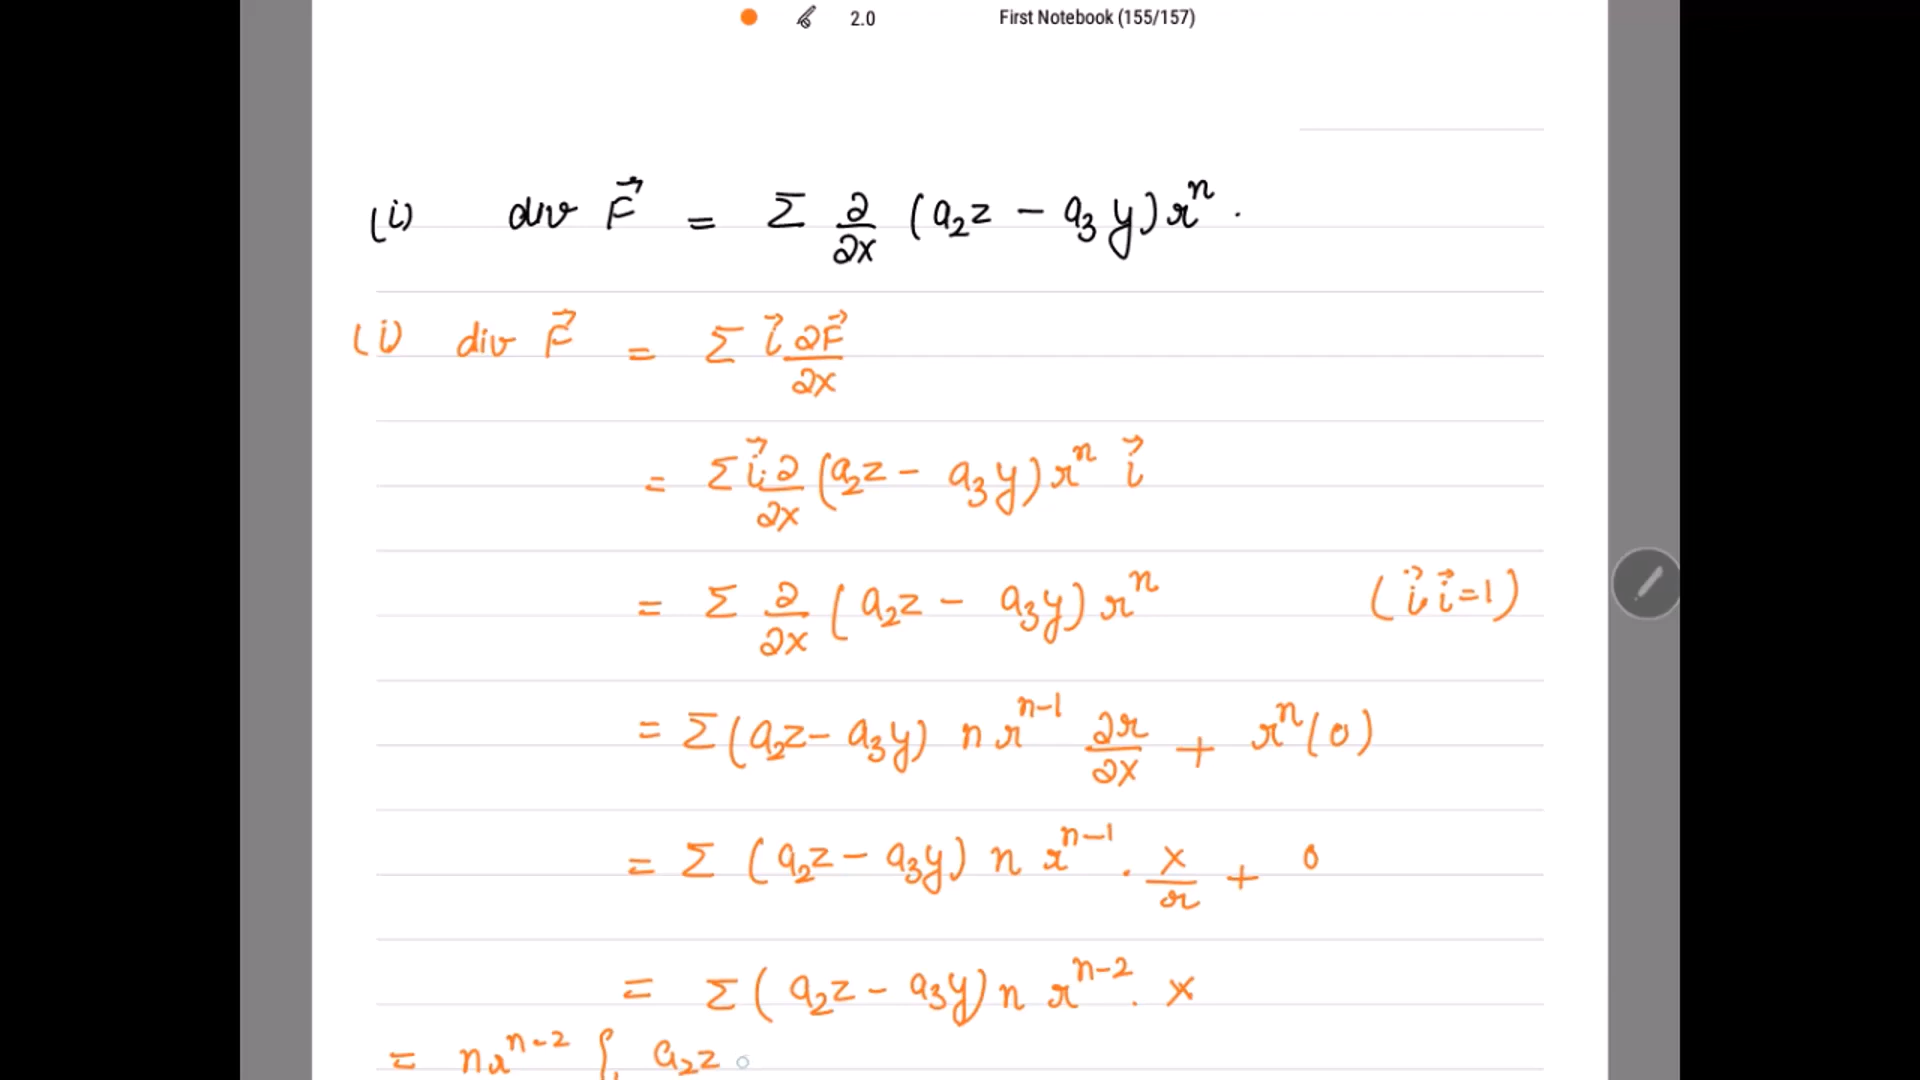 2.0 First Notebook (155/157)
(i) div F⃗ = Σ ∂/∂x (a₂z − a₃y)rⁿ.
(i) div F⃗ = Σ i⃗ ∂F⃗/∂x
= Σ i⃗.∂/∂x (a₂z − a₃y)rⁿ i⃗
= Σ ∂/∂x (a₂z − a₃y)rⁿ (i⃗.i⃗=1)
= Σ(a₂z − a₃y) n rⁿ⁻¹ ∂r/∂x + rⁿ(0)
= Σ (a₂z − a₃y) n rⁿ⁻¹ . x/r + 0
= Σ(a₂z − a₃y) n rⁿ⁻² . x
= nrⁿ⁻² { a₂z